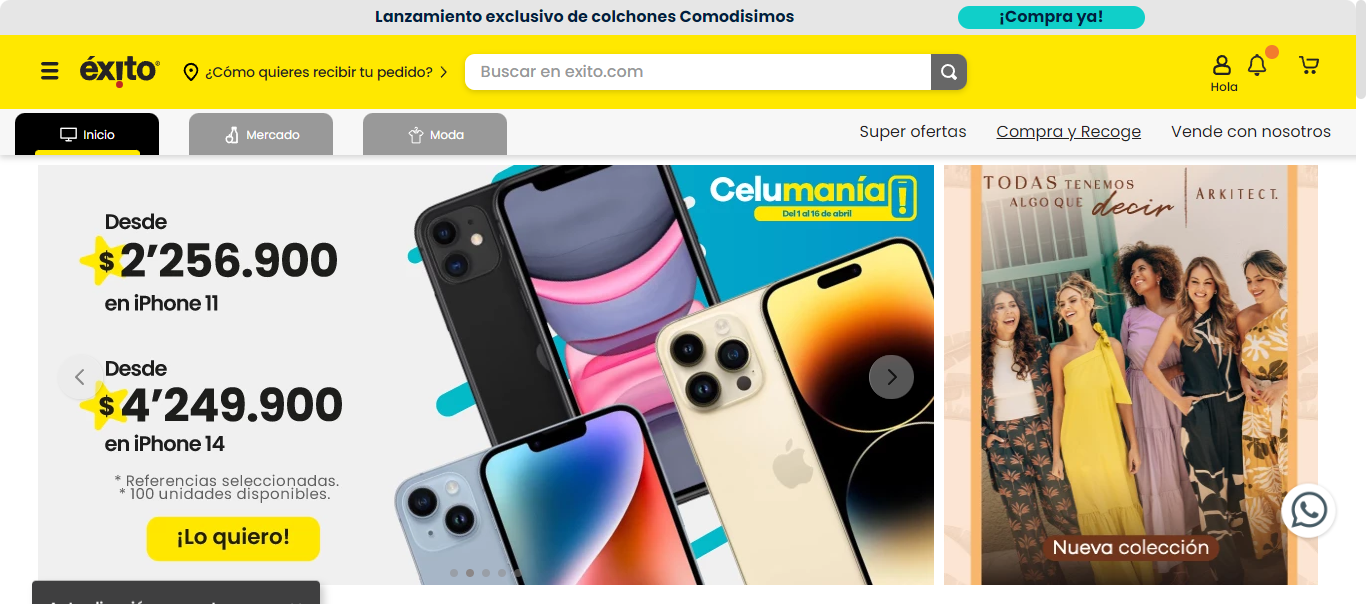 Lanzamiento exclusivo de colchones Comodisimos
¡Compra ya!
éxito
¿Cómo quieres recibir tu pedido?
Buscar en exito.com
Hola
Inicio
Mercado
Moda
Super ofertas
Compra y Recoge
Vende con nosotros
Desde
$ 2’256.900
en iPhone 11
Desde
$ 4’249.900
en iPhone 14
* Referencias seleccionadas.
* 100 unidades disponibles.
¡Lo quiero!
Celumanía
Del 1 al 16 de abril
TODAS TENEMOS
ALGO QUE decir
ARKITECT.
Nueva colección